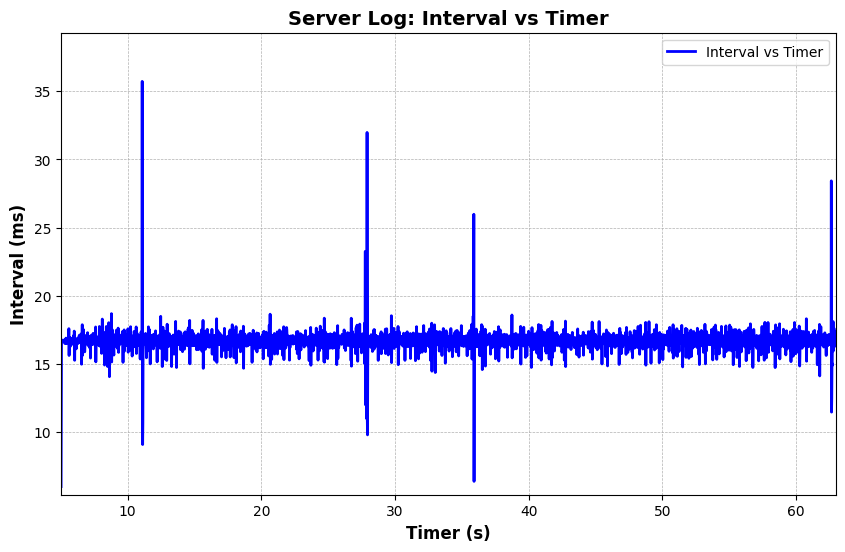 Server Log: Interval vs Timer
Interval vs Timer
35
30
25
20
15
10
Interval (ms)
10 20 30 40 50 60
Timer (s)